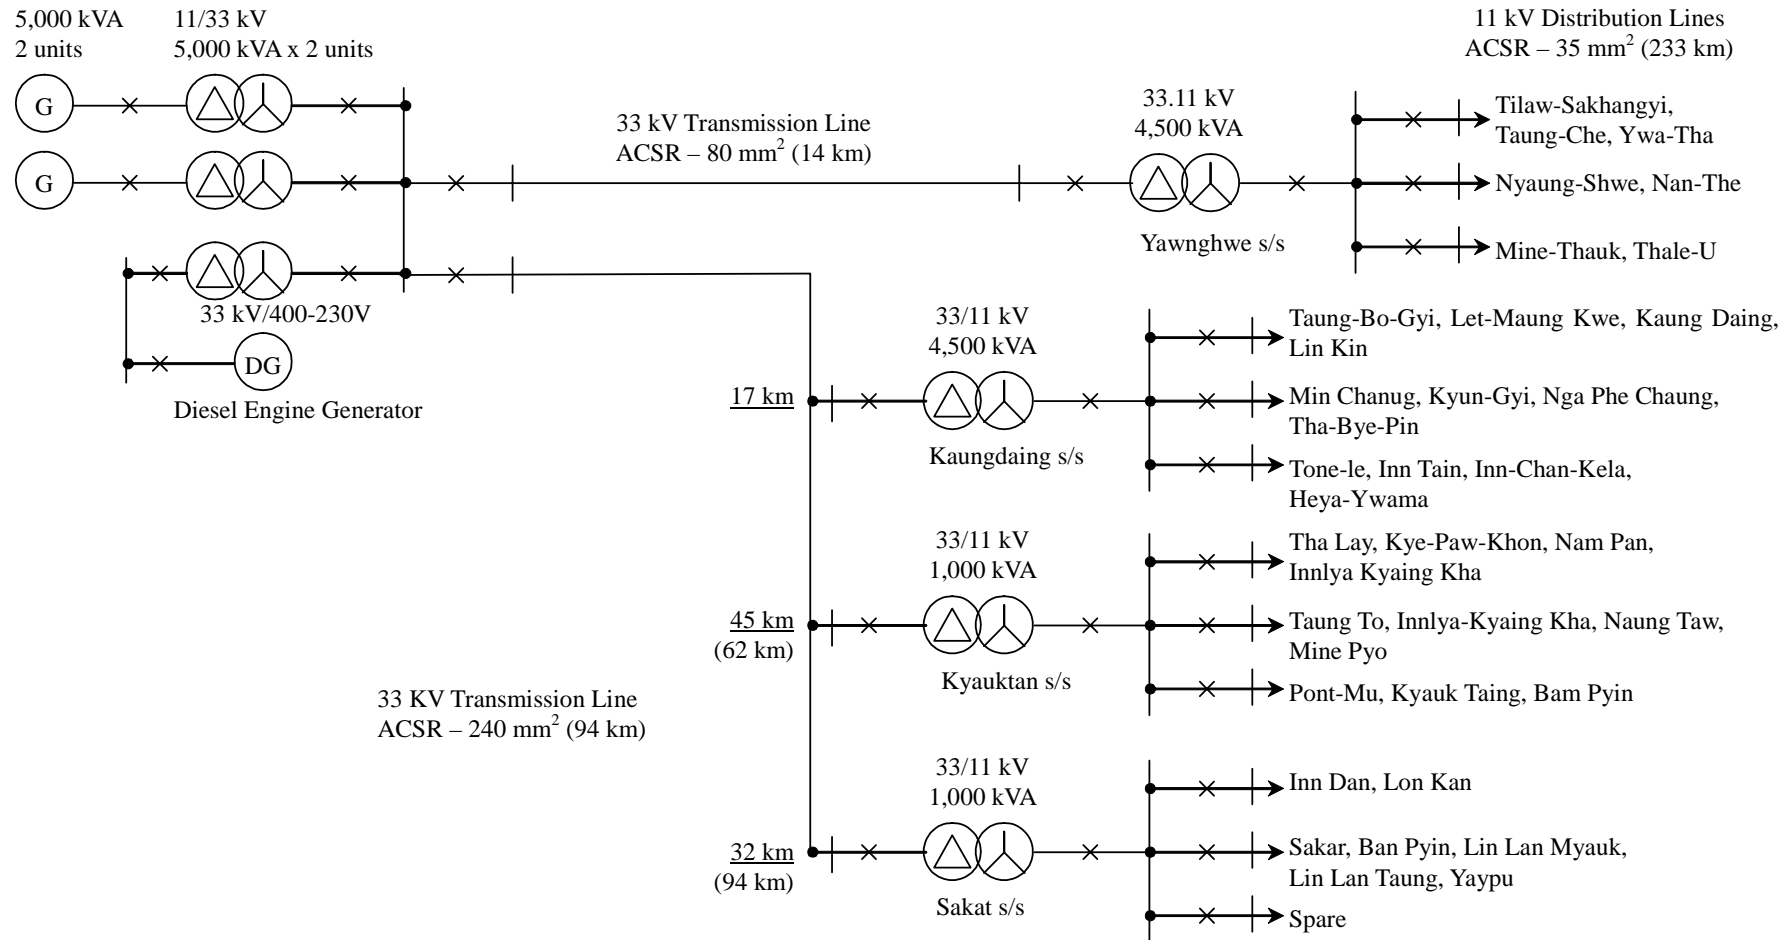 5,000 kVA
2 units
11/33 kV
5,000 kVA x 2 units
11 kV Distribution Lines
ACSR – 35 mm² (233 km)
G
33 kV Transmission Line
ACSR – 80 mm² (14 km)
33.11 kV
4,500 kVA
Tilaw-Sakhangyi,
Taung-Che, Ywa-Tha
G
Nyaung-Shwe, Nan-The
Yawnghwe s/s
Mine-Thauk, Thale-U
33 kV/400-230V
DG
Diesel Engine Generator
33/11 kV
4,500 kVA
Taung-Bo-Gyi, Let-Maung Kwe, Kaung Daing,
Lin Kin
17 km
Min Chanug, Kyun-Gyi, Nga Phe Chaung,
Tha-Bye-Pin
Kaungdaing s/s
Tone-le, Inn Tain, Inn-Chan-Kela,
Heya-Ywama
33/11 kV
1,000 kVA
Tha Lay, Kye-Paw-Khon, Nam Pan,
Innlya Kyaing Kha
45 km
(62 km)
Taung To, Innlya-Kyaing Kha, Naung Taw,
Mine Pyo
Kyauktan s/s
Pont-Mu, Kyauk Taing, Bam Pyin
33 KV Transmission Line
ACSR – 240 mm² (94 km)
33/11 kV
1,000 kVA
Inn Dan, Lon Kan
32 km
(94 km)
Sakar, Ban Pyin, Lin Lan Myauk,
Lin Lan Taung, Yaypu
Sakat s/s
Spare